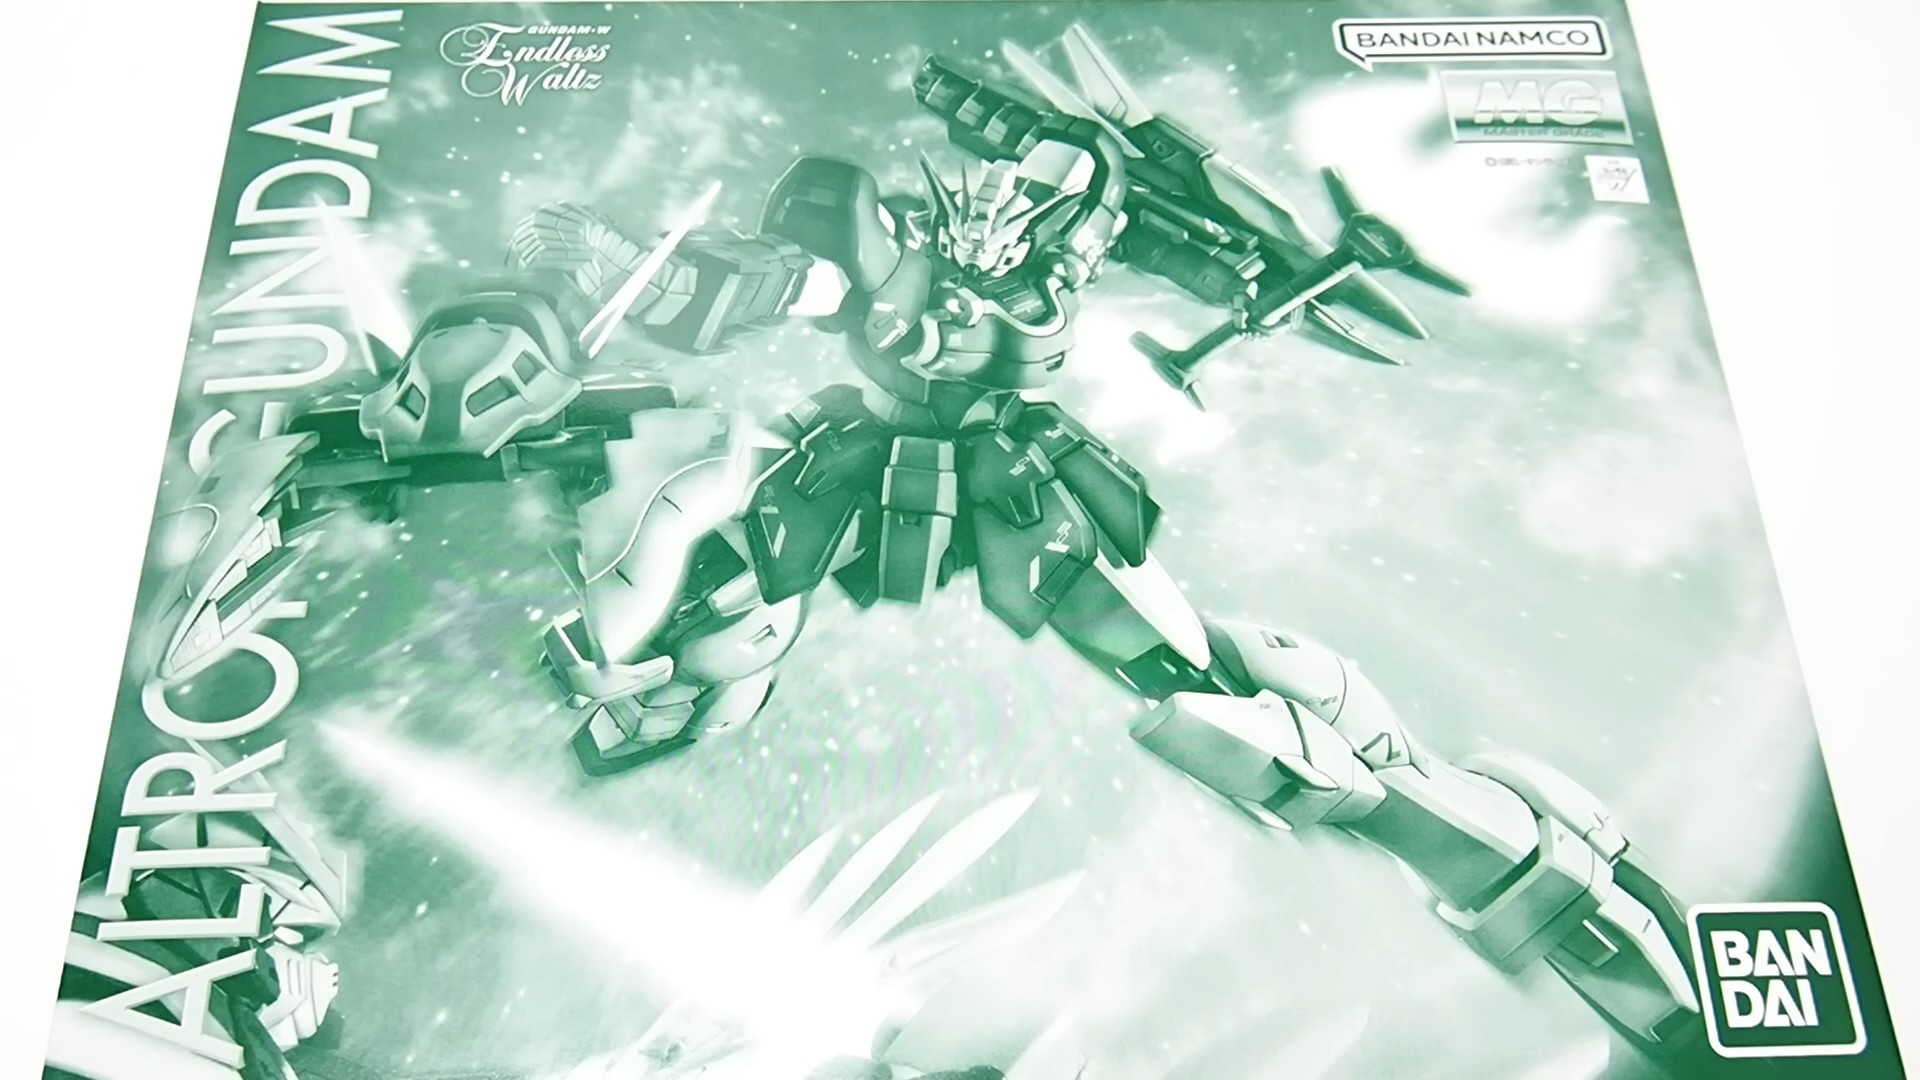 GUNDAM-W
Endless
Waltz
BANDAI NAMCO
MG
MASTER GRADE
ALTRON GUNDAM
BAN
DAI